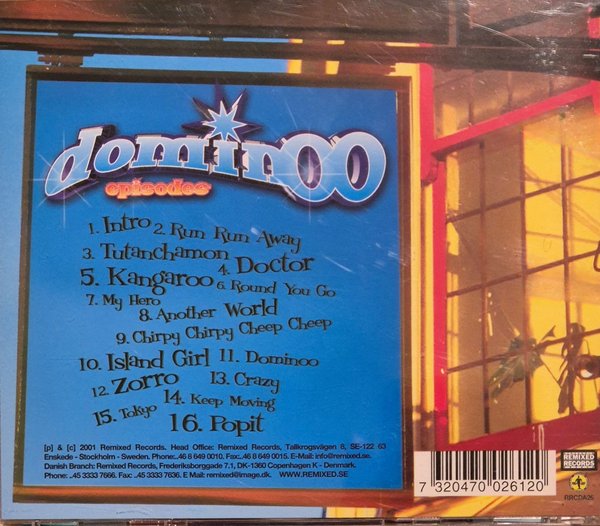 dominoo
episodes
1. Intro 2. Run Run Away
3. Tutanchamon 4. Doctor
5. Kangaroo 6. Round You Go
7. My Hero
8. Another World
9. Chirpy Chirpy Cheep Cheep
10. Island Girl 11. Dominoo
12. Zorro 13. Crazy
14. Keep Moving
15. Tokyo 16. Popit
[p] & [c] 2001 Remixed Records. Head Office: Remixed Records, Tallkrogsvägen 6, SE-122 63
Enskede - Stockholm - Sweden. Phone:.46 8 649 0010. Fax.. +46 8 649 0015. E-Mail: info@remixed.se.
Danish Branch: Remixed Records, Frederiksborggade 7.1, DK-1360 Copenhagen K - Denmark.
Phone: .45 3333 7666. Fax: .+45 3333 7636. E Mail: remixed@image.dk. WWW.REMIXED.SE
7 320470 026120
REMIXED
RECORDS
RRCDA26